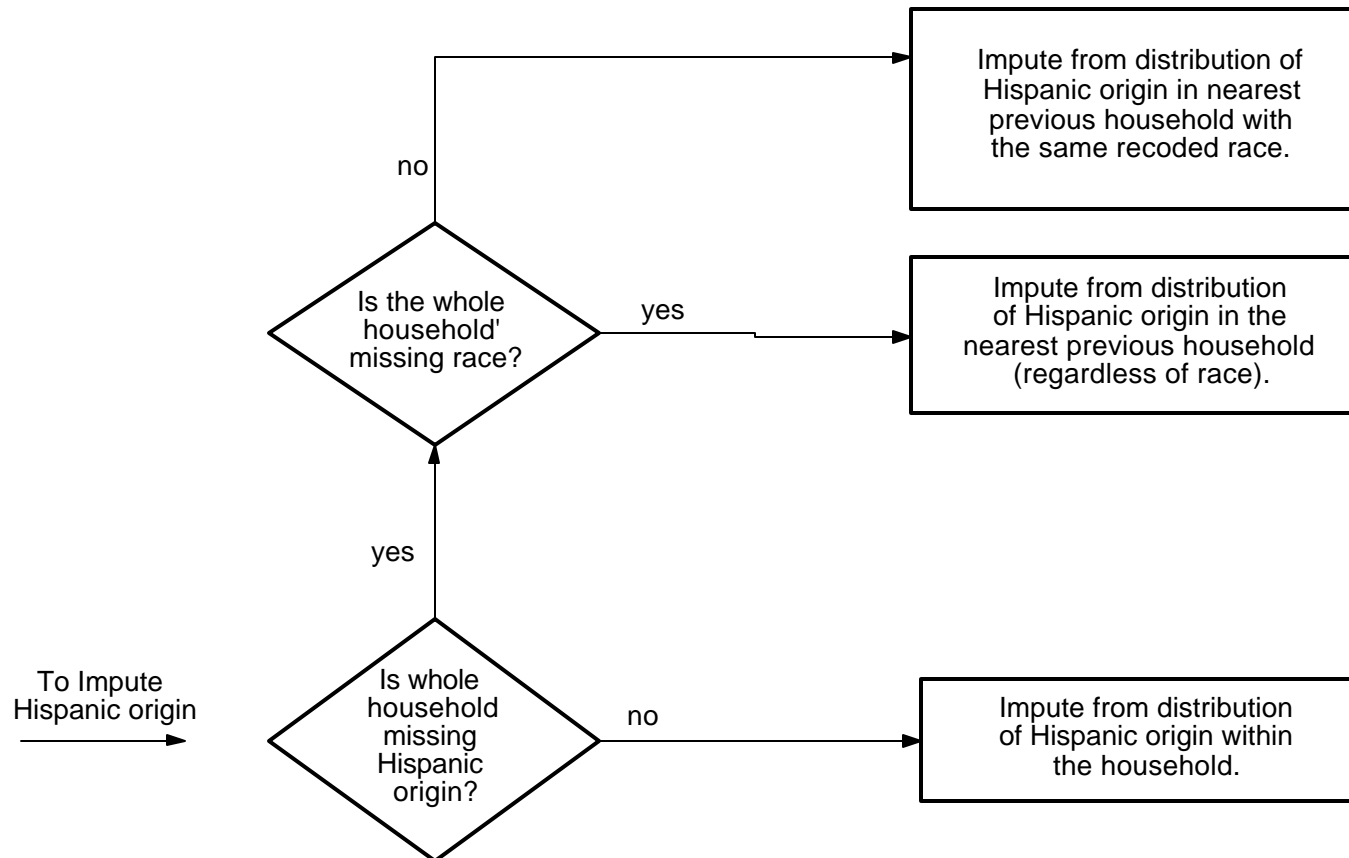 Impute from distribution of
Hispanic origin in nearest
previous household with
the same recoded race.
no
Is the whole
household'
missing race?
yes
Impute from distribution
of Hispanic origin in the
nearest previous household
(regardless of race).
yes
To Impute
Hispanic origin
Is whole
household
missing
Hispanic
origin?
no
Impute from distribution
of Hispanic origin within
the household.